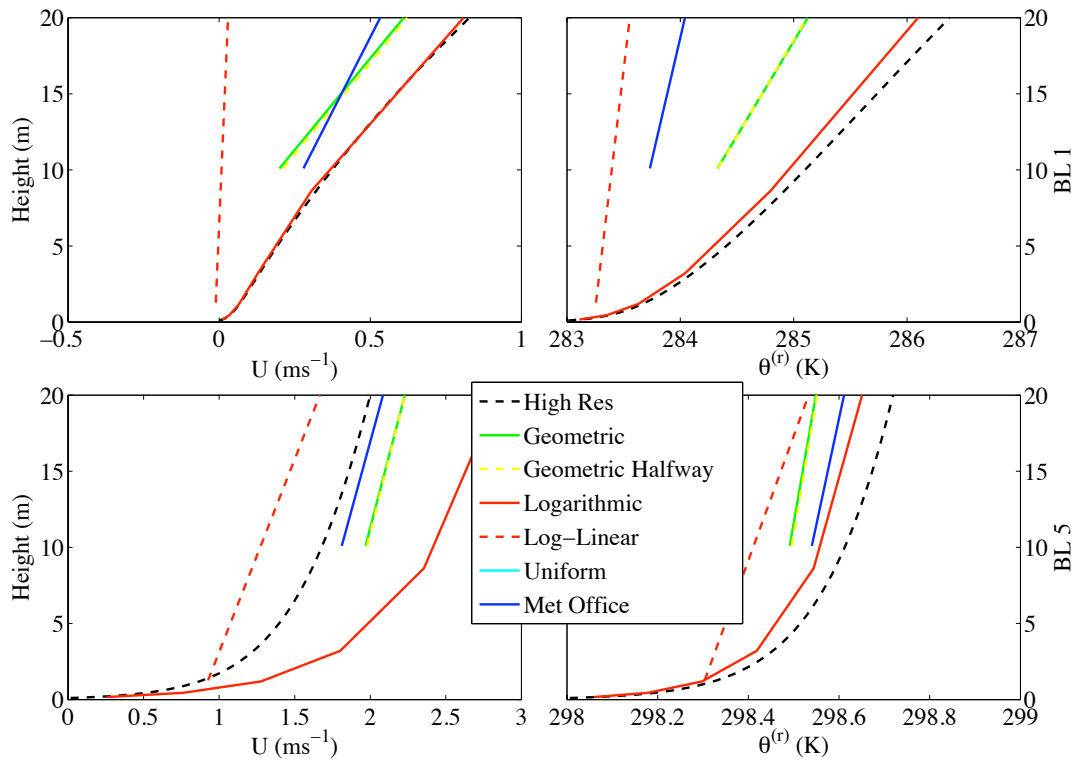 20
15
10
5
0
Height (m)
−0.5
0
0.5
1
U (ms⁻¹)
20
15
10
5
0
BL 1
283
284
285
286
287
θ⁽ʳ⁾ (K)
20
15
10
5
0
Height (m)
0
0.5
1
1.5
2
2.5
3
U (ms⁻¹)
High Res
Geometric
Geometric Halfway
Logarithmic
Log−Linear
Uniform
Met Office
20
15
10
5
0
BL 5
298
298.2
298.4
298.6
298.8
299
θ⁽ʳ⁾ (K)